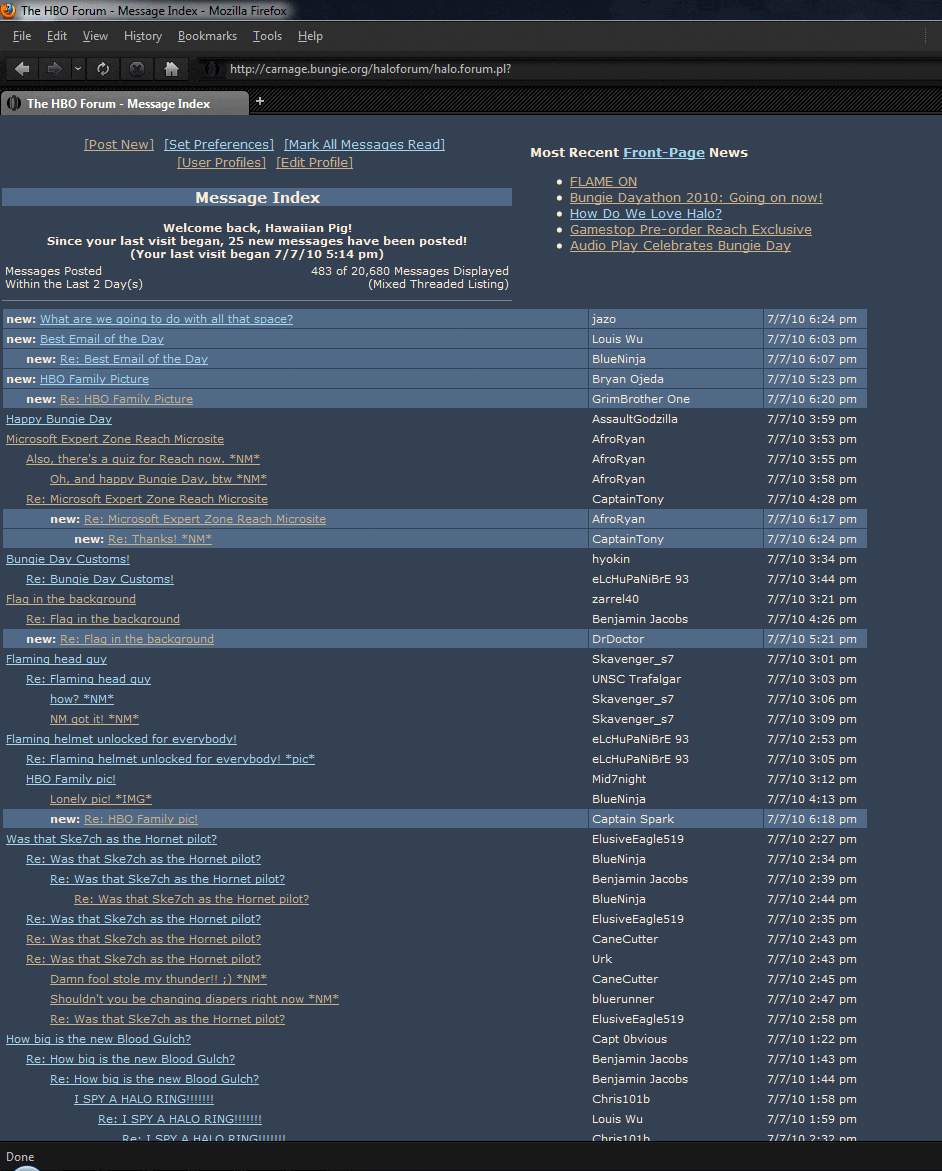 The HBO Forum - Message Index - Mozilla Firefox
File Edit View History Bookmarks Tools Help
http://carnage.bungie.org/haloforum/halo.forum.pl?
The HBO Forum - Message Index +
[Post New] [Set Preferences] [Mark All Messages Read]
[User Profiles] [Edit Profile]
Message Index
Welcome back, Hawaiian Pig!
Since your last visit began, 25 new messages have been posted!
(Your last visit began 7/7/10 5:14 pm)
Messages Posted 483 of 20,680 Messages Displayed
Within the Last 2 Day(s) (Mixed Threaded Listing)
Most Recent Front-Page News
• FLAME ON
• Bungie Dayathon 2010: Going on now!
• How Do We Love Halo?
• Gamestop Pre-order Reach Exclusive
• Audio Play Celebrates Bungie Day
new: What are we going to do with all that space? jazo 7/7/10 6:24 pm
new: Best Email of the Day Louis Wu 7/7/10 6:03 pm
new: Re: Best Email of the Day BlueNinja 7/7/10 6:07 pm
new: HBO Family Picture Bryan Ojeda 7/7/10 5:23 pm
new: Re: HBO Family Picture GrimBrother One 7/7/10 6:20 pm
Happy Bungie Day AssaultGodzilla 7/7/10 3:59 pm
Microsoft Expert Zone Reach Microsite AfroRyan 7/7/10 3:53 pm
Also, there's a quiz for Reach now. *NM* AfroRyan 7/7/10 3:55 pm
Oh, and happy Bungie Day, btw *NM* AfroRyan 7/7/10 3:58 pm
Re: Microsoft Expert Zone Reach Microsite CaptainTony 7/7/10 4:28 pm
new: Re: Microsoft Expert Zone Reach Microsite AfroRyan 7/7/10 6:17 pm
new: Re: Thanks! *NM* CaptainTony 7/7/10 6:24 pm
Bungie Day Customs! hyokin 7/7/10 3:34 pm
Re: Bungie Day Customs! eLcHuPaNiBrE 93 7/7/10 3:44 pm
Flag in the background zarrel40 7/7/10 3:21 pm
Re: Flag in the background Benjamin Jacobs 7/7/10 4:26 pm
new: Re: Flag in the background DrDoctor 7/7/10 5:21 pm
Flaming head guy Skavenger_s7 7/7/10 3:01 pm
Re: Flaming head guy UNSC Trafalgar 7/7/10 3:03 pm
how? *NM* Skavenger_s7 7/7/10 3:06 pm
NM got it! *NM* Skavenger_s7 7/7/10 3:09 pm
Flaming helmet unlocked for everybody! eLcHuPaNiBrE 93 7/7/10 2:53 pm
Re: Flaming helmet unlocked for everybody! *pic* eLcHuPaNiBrE 93 7/7/10 3:05 pm
HBO Family pic! Mid7night 7/7/10 3:12 pm
Lonely pic! *IMG* BlueNinja 7/7/10 4:13 pm
new: Re: HBO Family pic! Captain Spark 7/7/10 6:18 pm
Was that Ske7ch as the Hornet pilot? ElusiveEagle519 7/7/10 2:27 pm
Re: Was that Ske7ch as the Hornet pilot? BlueNinja 7/7/10 2:34 pm
Re: Was that Ske7ch as the Hornet pilot? Benjamin Jacobs 7/7/10 2:39 pm
Re: Was that Ske7ch as the Hornet pilot? BlueNinja 7/7/10 2:44 pm
Re: Was that Ske7ch as the Hornet pilot? ElusiveEagle519 7/7/10 2:35 pm
Re: Was that Ske7ch as the Hornet pilot? CaneCutter 7/7/10 2:43 pm
Re: Was that Ske7ch as the Hornet pilot? Urk 7/7/10 2:43 pm
Damn fool stole my thunder!! ;) *NM* CaneCutter 7/7/10 2:45 pm
Shouldn't you be changing diapers right now *NM* bluerunner 7/7/10 2:47 pm
Re: Was that Ske7ch as the Hornet pilot? ElusiveEagle519 7/7/10 2:58 pm
How big is the new Blood Gulch? Capt 0bvious 7/7/10 1:22 pm
Re: How big is the new Blood Gulch? Benjamin Jacobs 7/7/10 1:43 pm
Re: How big is the new Blood Gulch? Benjamin Jacobs 7/7/10 1:44 pm
I SPY A HALO RING!!!!!!! Chris101b 7/7/10 1:58 pm
Re: I SPY A HALO RING!!!!!!! Louis Wu 7/7/10 1:59 pm
Re: I SPY A HALO RING!!!!!!! Chris101b 7/7/10 2:32 pm
Done